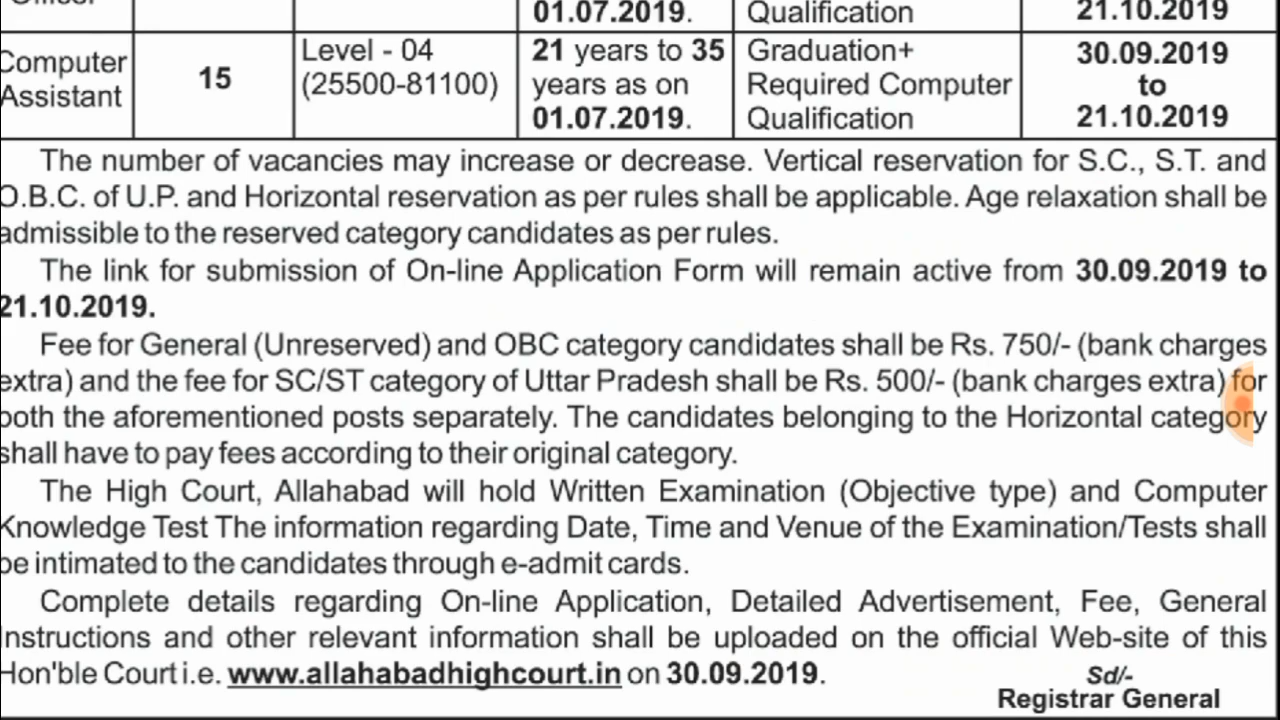 01.07.2019. Qualification 21.10.2019
Computer Assistant 15 Level - 04 (25500-81100) 21 years to 35 years as on 01.07.2019. Graduation+ Required Computer Qualification 30.09.2019 to 21.10.2019
The number of vacancies may increase or decrease. Vertical reservation for S.C., S.T. and
O.B.C. of U.P. and Horizontal reservation as per rules shall be applicable. Age relaxation shall be
admissible to the reserved category candidates as per rules.
The link for submission of On-line Application Form will remain active from 30.09.2019 to
21.10.2019.
Fee for General (Unreserved) and OBC category candidates shall be Rs. 750/- (bank charges
extra) and the fee for SC/ST category of Uttar Pradesh shall be Rs. 500/- (bank charges extra) for
both the aforementioned posts separately. The candidates belonging to the Horizontal category
shall have to pay fees according to their original category.
The High Court, Allahabad will hold Written Examination (Objective type) and Computer
Knowledge Test The information regarding Date, Time and Venue of the Examination/Tests shall
be intimated to the candidates through e-admit cards.
Complete details regarding On-line Application, Detailed Advertisement, Fee, General
Instructions and other relevant information shall be uploaded on the official Web-site of this
Hon'ble Court i.e. www.allahabadhighcourt.in on 30.09.2019.
Sd/-
Registrar General